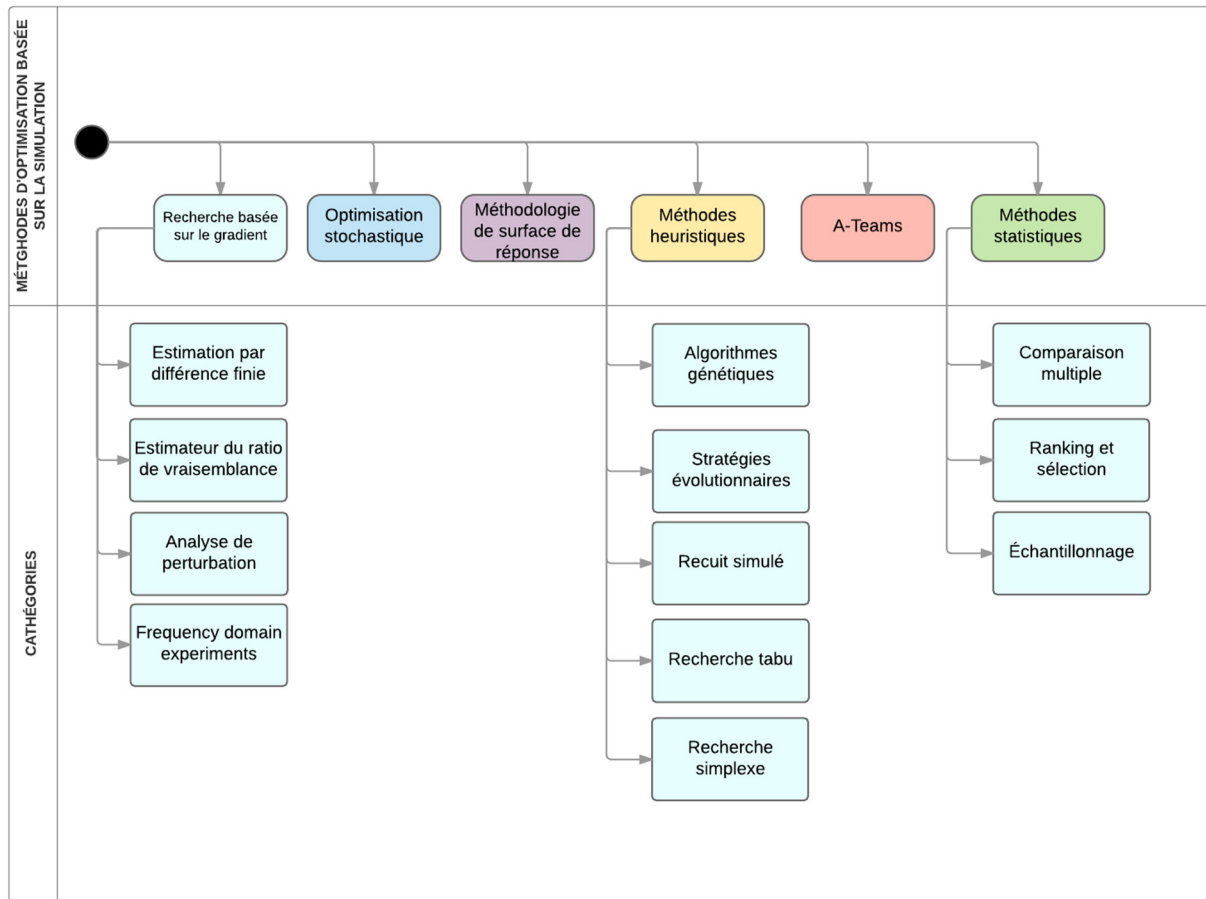 MÉTGHODES D'OPTIMISATION BASÉE
SUR LA SIMULATION
Recherche basée
sur le gradient
Optimisation
stochastique
Méthodologie
de surface de
réponse
Méthodes
heuristiques
A-Teams
Méthodes
statistiques
CATHÉGORIES
Estimation par
différence finie
Estimateur du ratio
de vraisemblance
Analyse de
perturbation
Frequency domain
experiments
Algorithmes
génétiques
Stratégies
évolutionnaires
Recuit simulé
Recherche tabu
Recherche
simplexe
Comparaison
multiple
Ranking et
sélection
Échantillonnage